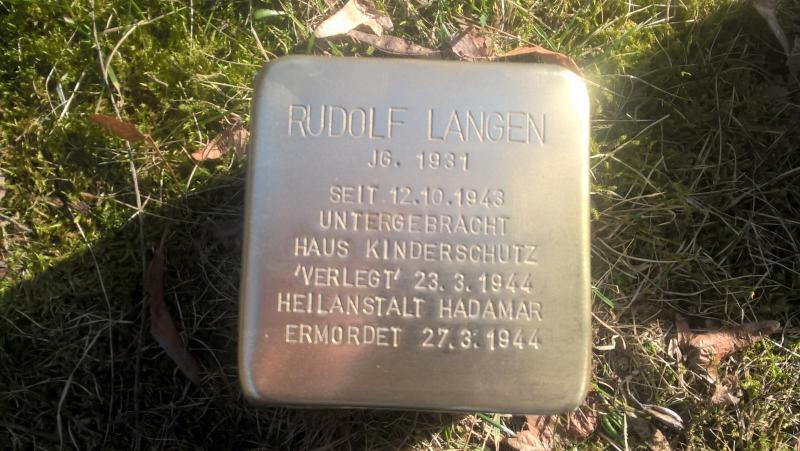 RUDOLF LANGEN
JG. 1931
SEIT 12.10.1943
UNTERGEBRACHT
HAUS KINDERSCHUTZ
'VERLEGT' 23.3.1944
HEILANSTALT HADAMAR
ERMORDET 27.3.1944